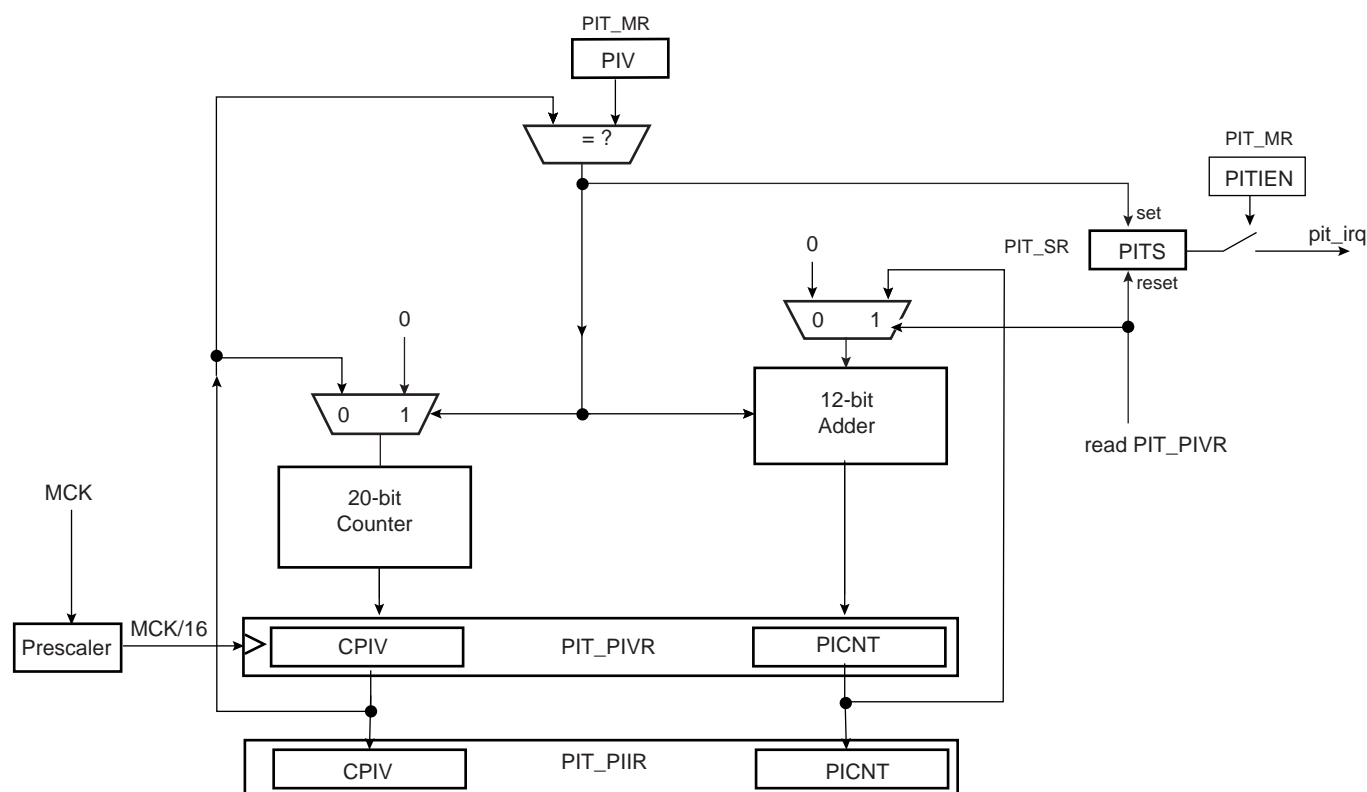 PIT_MR
PIV
= ?
PIT_MR
PITIEN
set
0
PIT_SR
PITS
pit_irq
reset
0
0 1
0 1
12-bit
Adder
read PIT_PIVR
MCK
20-bit
Counter
Prescaler
MCK/16
CPIV
PIT_PIVR
PICNT
CPIV
PIT_PIIR
PICNT